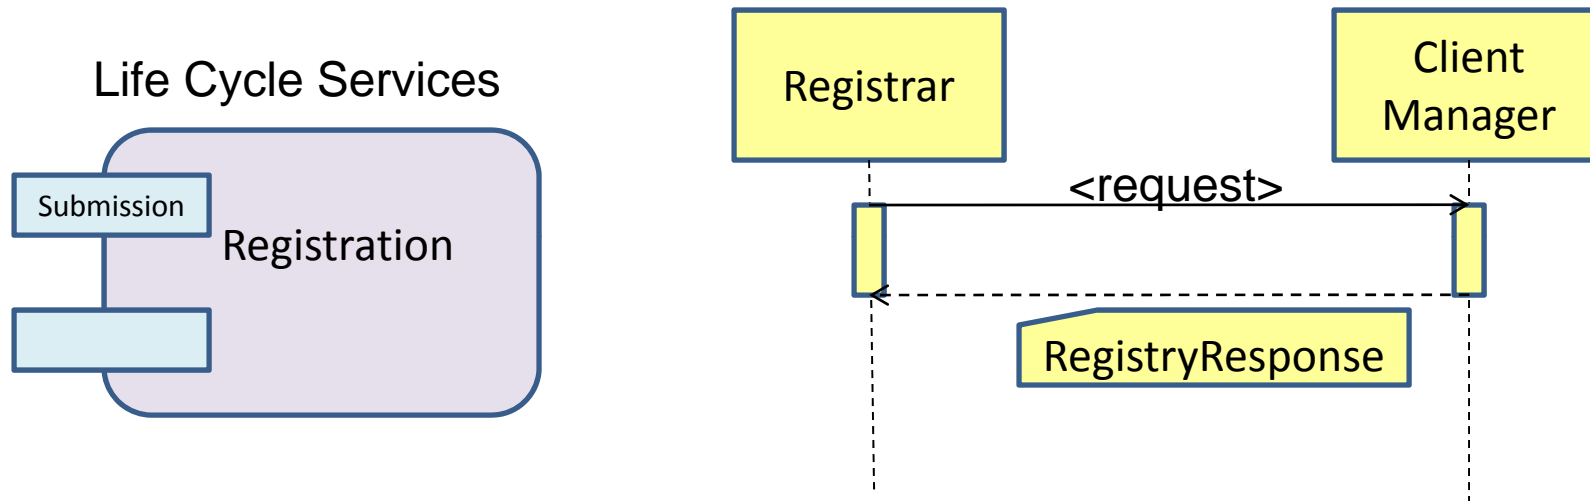 Life Cycle Services
Submission
Registration
Registrar
Client
Manager
<request>
RegistryResponse